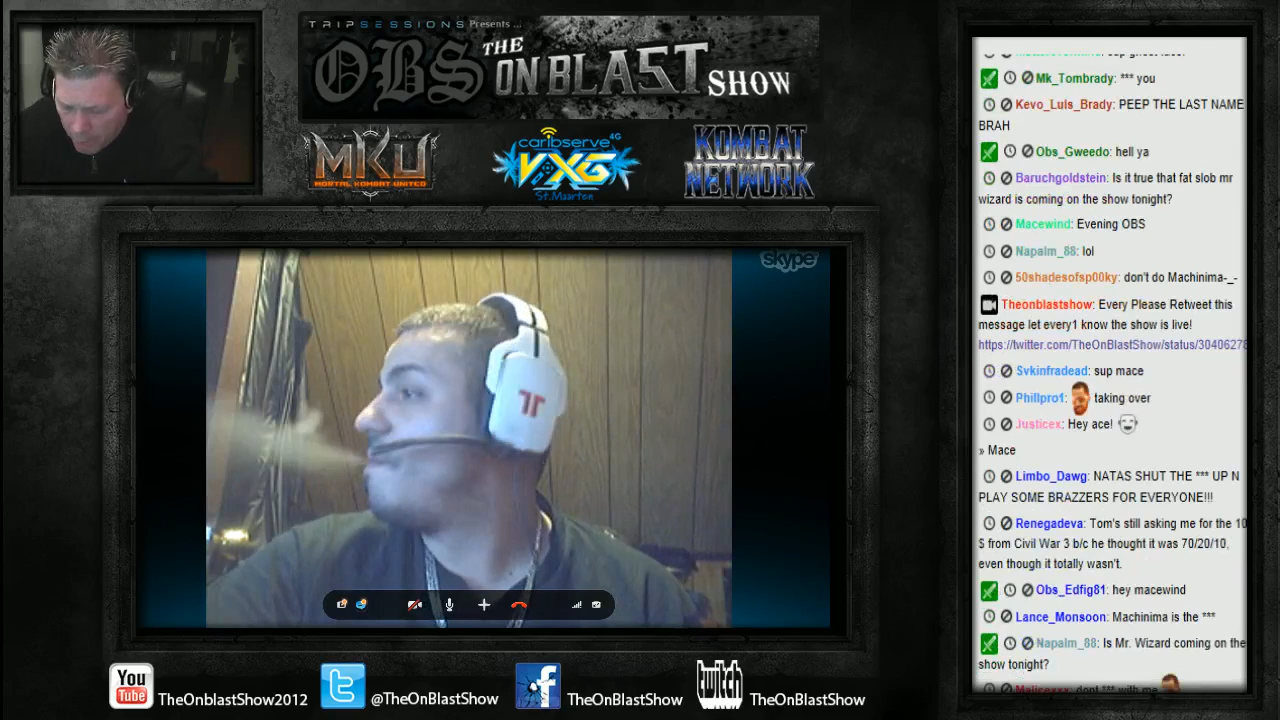 TRIPSESSIONS Presents ...
OBS THE ON BLAST SHOW
MKU
MORTAL KOMBAT UNITED
caribserve 4G
VXG
St.Maarten
KOMBAT
NETWORK
skype
Mk_Tombrady: *** you
Kevo_Luis_Brady: PEEP THE LAST NAME
BRAH
Obs_Gweedo: hell ya
Baruchgoldstein: Is it true that fat slob mr
wizard is coming on the show tonight?
Macewind: Evening OBS
Napalm_88: lol
50shadesofsp00ky: don't do Machinima-_-
Theonblastshow: Every Please Retweet this
message let every1 know the show is live!
https://twitter.com/TheOnBlastShow/status/30406278
Svkinfradead: sup mace
Phillpro1: taking over
Justicex: Hey ace!
» Mace
Limbo_Dawg: NATAS SHUT THE *** UP N
PLAY SOME BRAZZERS FOR EVERYONE!!!
Renegadeva: Tom's still asking me for the 10
$ from Civil War 3 b/c he thought it was 70/20/10,
even though it totally wasn't.
Obs_Edfig81: hey macewind
Lance_Monsoon: Machinima is the ***
Napalm_88: Is Mr. Wizard coming on the
show tonight?
You Tube TheOnblastShow2012
@TheOnBlastShow
TheOnBlastShow
twitch TheOnBlastShow